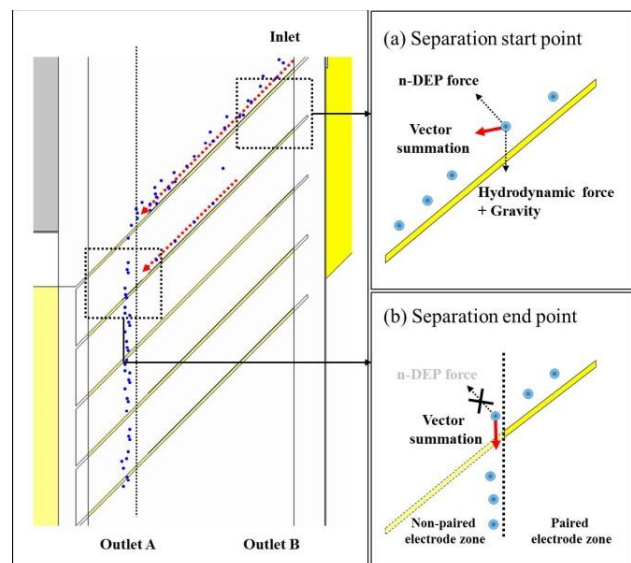 Inlet
Outlet A
Outlet B
(a) Separation start point
n-DEP force
Vector
summation
Hydrodynamic force
+ Gravity
(b) Separation end point
n-DEP force
Vector
summation
Non-paired
electrode zone
Paired
electrode zone